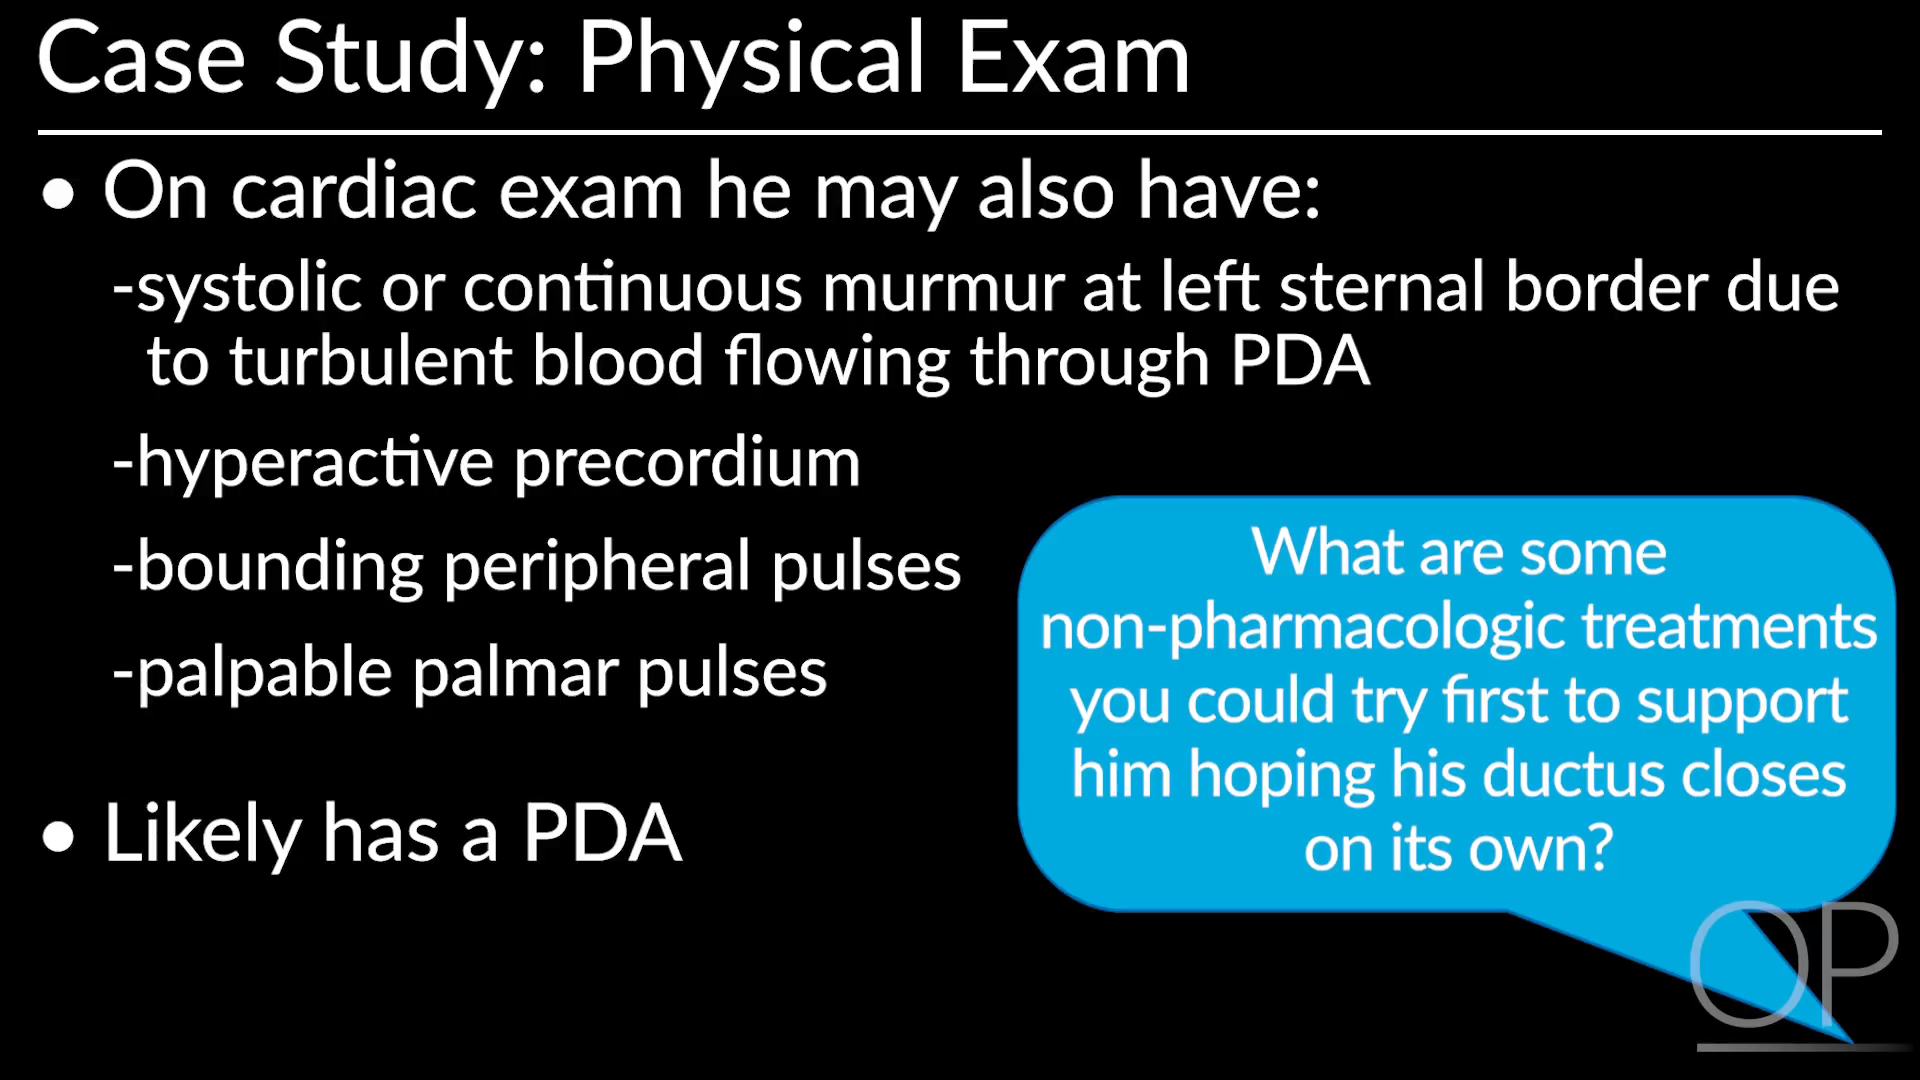 Case Study: Physical Exam
• On cardiac exam he may also have:
-systolic or continuous murmur at left sternal border due
to turbulent blood flowing through PDA
-hyperactive precordium
-bounding peripheral pulses
-palpable palmar pulses
• Likely has a PDA
What are some
non-pharmacologic treatments
you could try first to support
him hoping his ductus closes
on its own?
OP